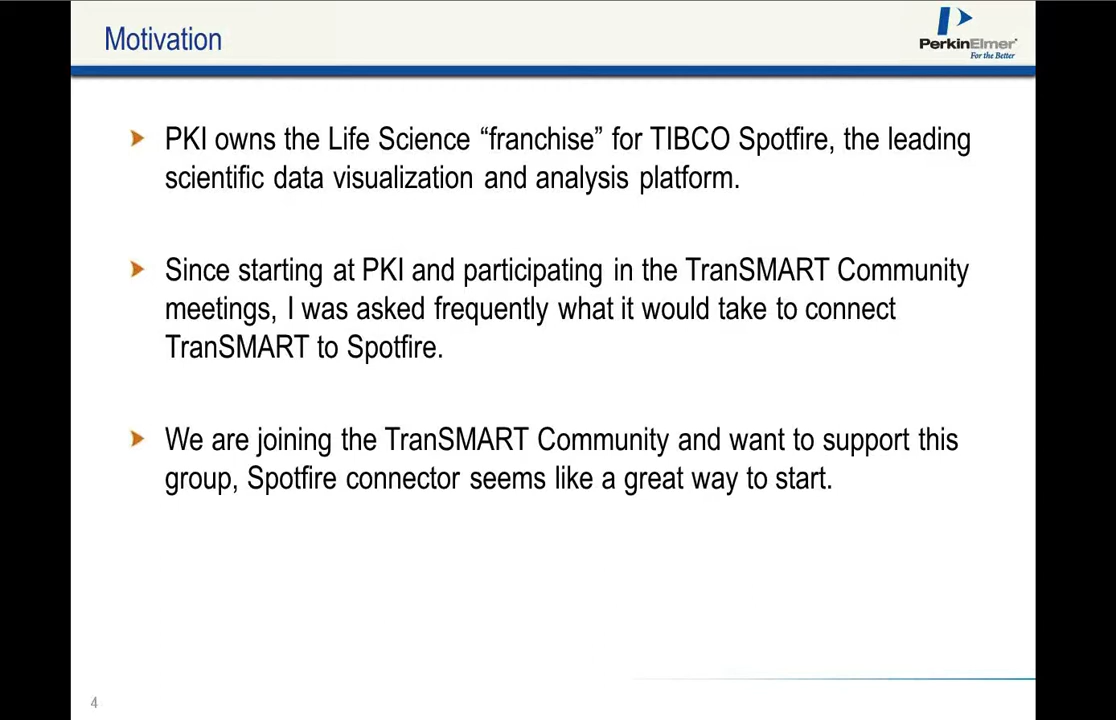 Motivation
PerkinElmer
For the Better
PKI owns the Life Science “franchise” for TIBCO Spotfire, the leading
scientific data visualization and analysis platform.
Since starting at PKI and participating in the TranSMART Community
meetings, I was asked frequently what it would take to connect
TranSMART to Spotfire.
We are joining the TranSMART Community and want to support this
group, Spotfire connector seems like a great way to start.
4